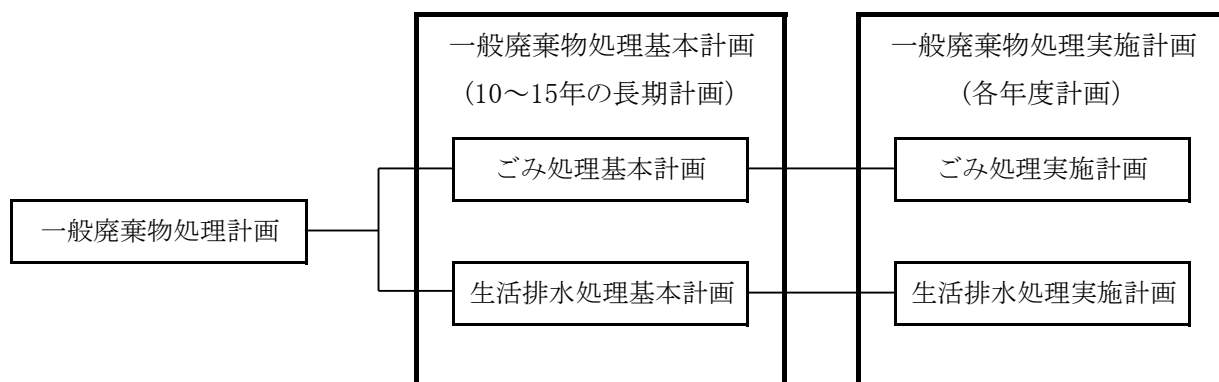 一般廃棄物処理基本計画
(10～15年の長期計画)
一般廃棄物処理実施計画
(各年度計画)
ごみ処理基本計画
ごみ処理実施計画
一般廃棄物処理計画
生活排水処理基本計画
生活排水処理実施計画